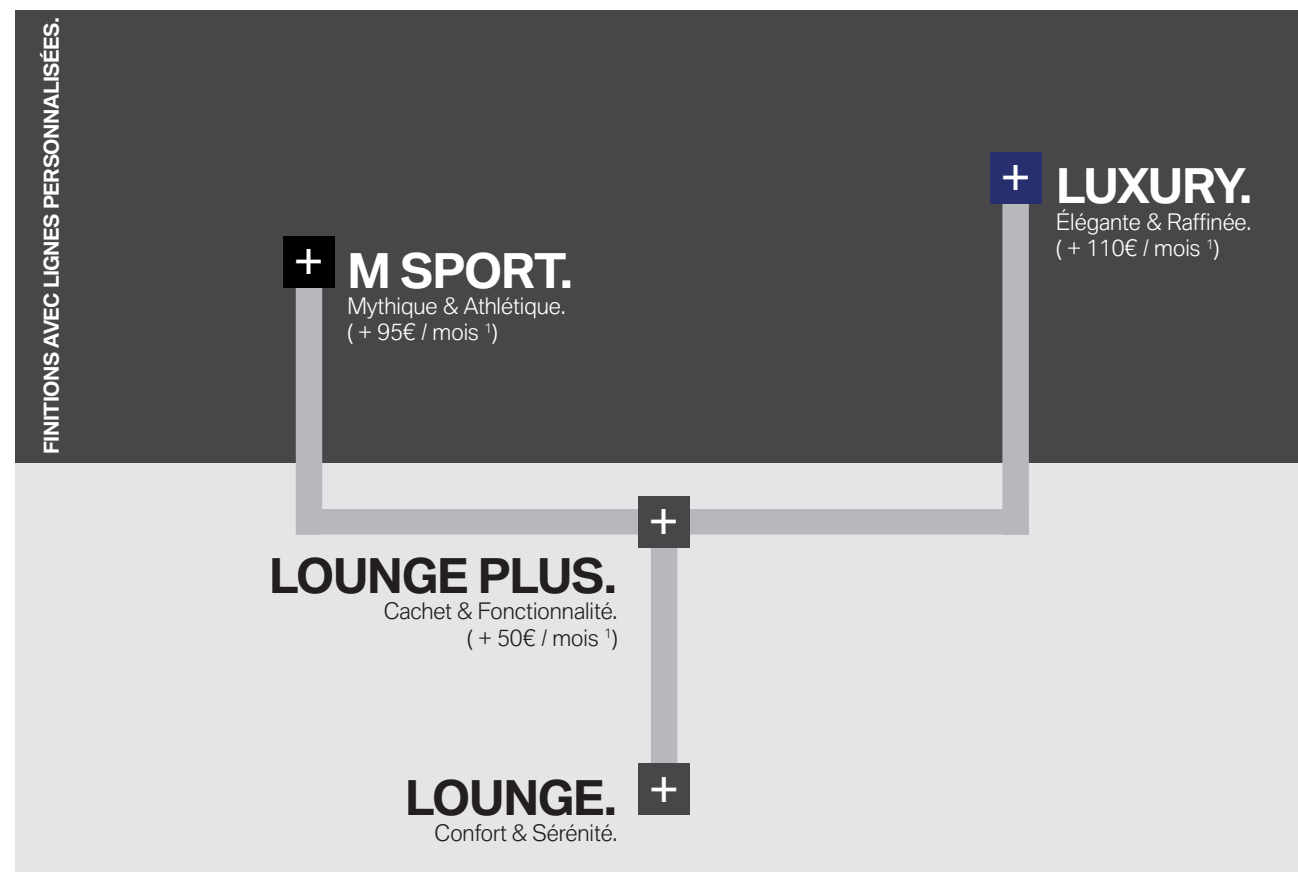 FINITIONS AVEC LIGNES PERSONNALISÉES.
+ LUXURY.
Élégante & Raffinée.
( + 110€ / mois ¹)
+ M SPORT.
Mythique & Athlétique.
( + 95€ / mois ¹)
+
LOUNGE PLUS.
Cachet & Fonctionnalité.
( + 50€ / mois ¹)
LOUNGE. +
Confort & Sérénité.